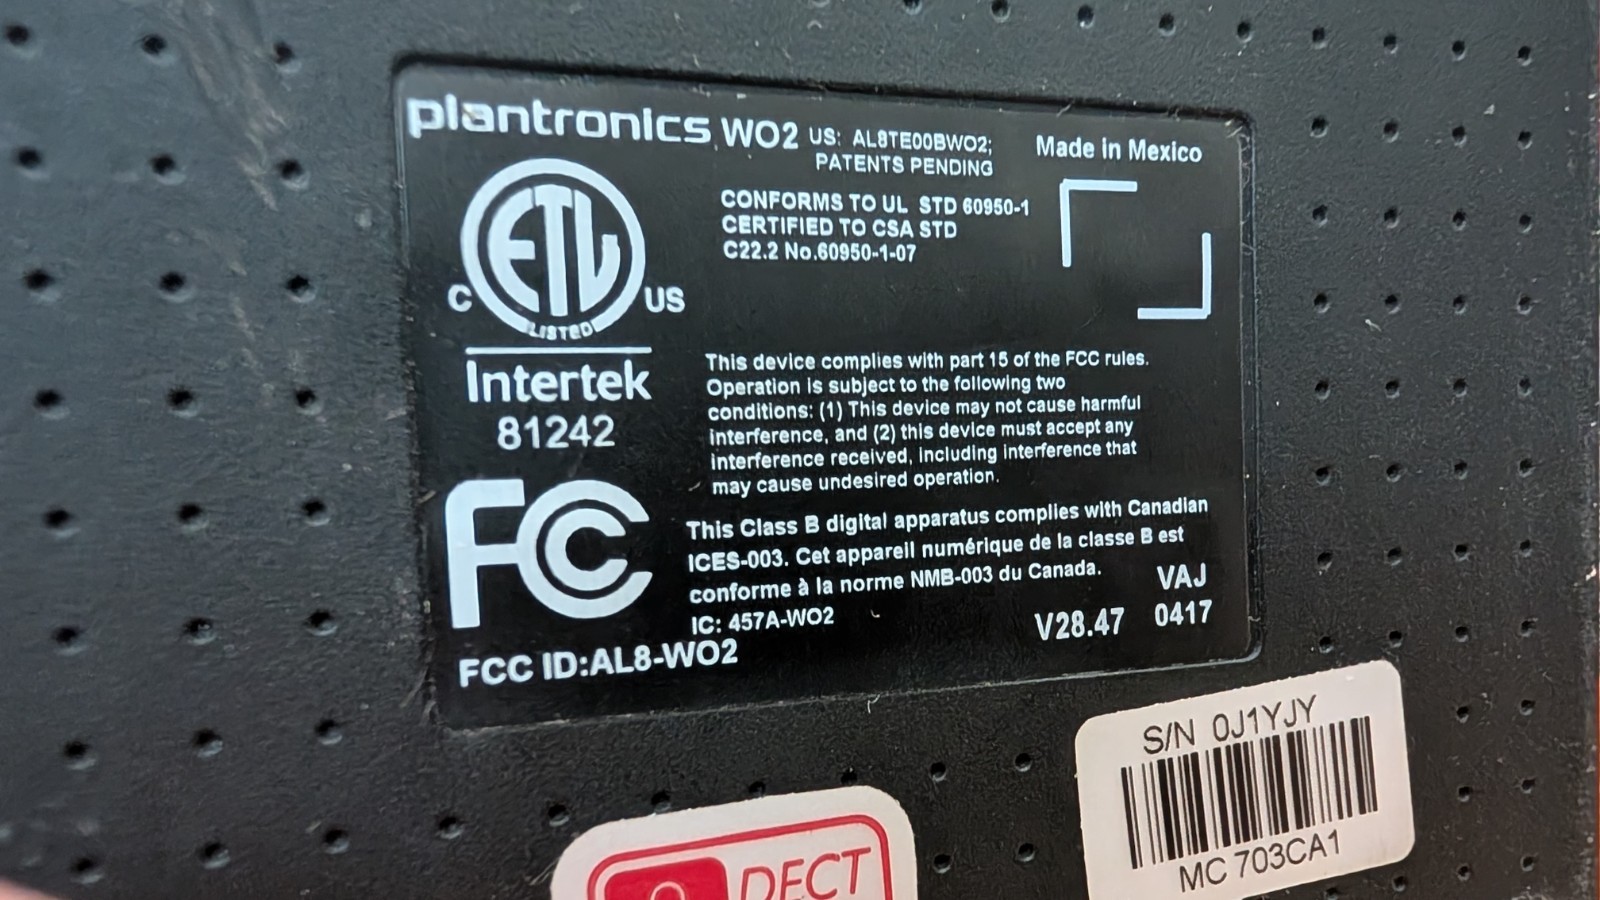 plantronics WO2 US: AL8TE00BWO2;
PATENTS PENDING
Made in Mexico
CONFORMS TO UL STD 60950-1
CERTIFIED TO CSA STD
C22.2 No.60950-1-07
ETL
C US
LISTED
Intertek
81242
This device complies with part 15 of the FCC rules.
Operation is subject to the following two
conditions: (1) This device may not cause harmful
interference, and (2) this device must accept any
interference received, including interference that
may cause undesired operation.
FC
This Class B digital apparatus complies with Canadian
ICES-003. Cet appareil numérique de la classe B est
conforme à la norme NMB-003 du Canada.
IC: 457A-WO2
VAJ
V28.47 0417
FCC ID:AL8-WO2
S/N 0J1YJY
MC 703CA1
DECT